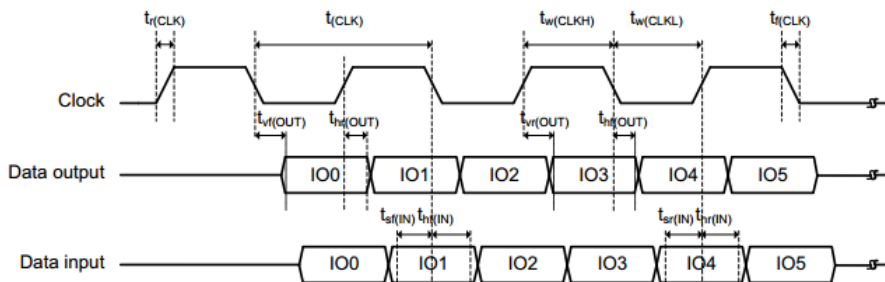 tr(CLK) t(CLK) tw(CLKH) tw(CLKL) tf(CLK)
Clock
tvf(OUT) thr(OUT) tvr(OUT) thf(OUT)
Data output IO0 IO1 IO2 IO3 IO4 IO5
tsf(IN) thf(IN) tsr(IN) thr(IN)
Data input IO0 IO1 IO2 IO3 IO4 IO5